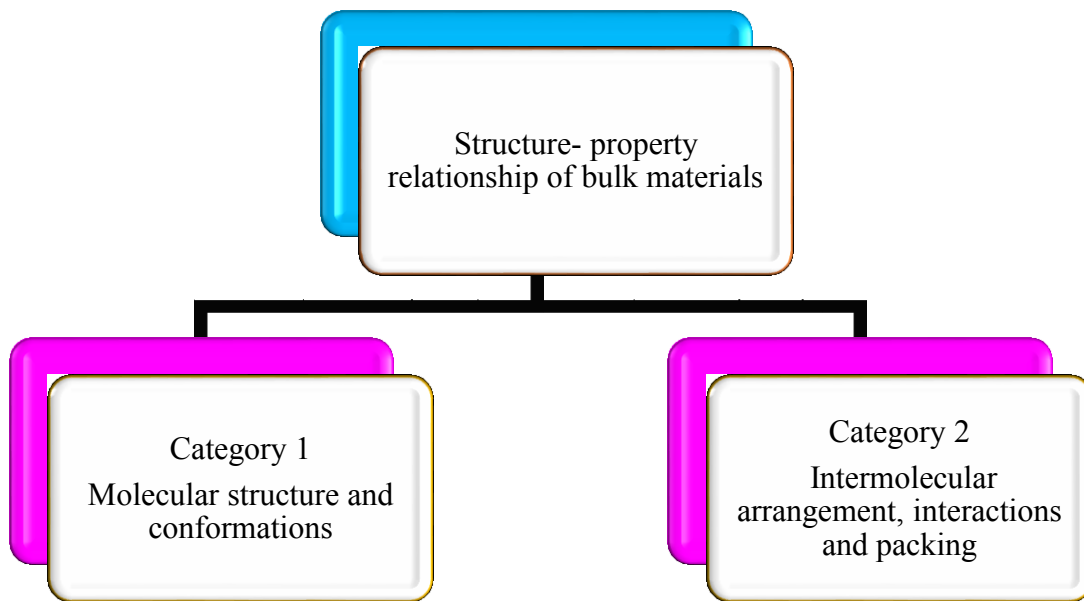 Structure- property
relationship of bulk materials
Category 1
Molecular structure and
conformations
Category 2
Intermolecular
arrangement, interactions
and packing